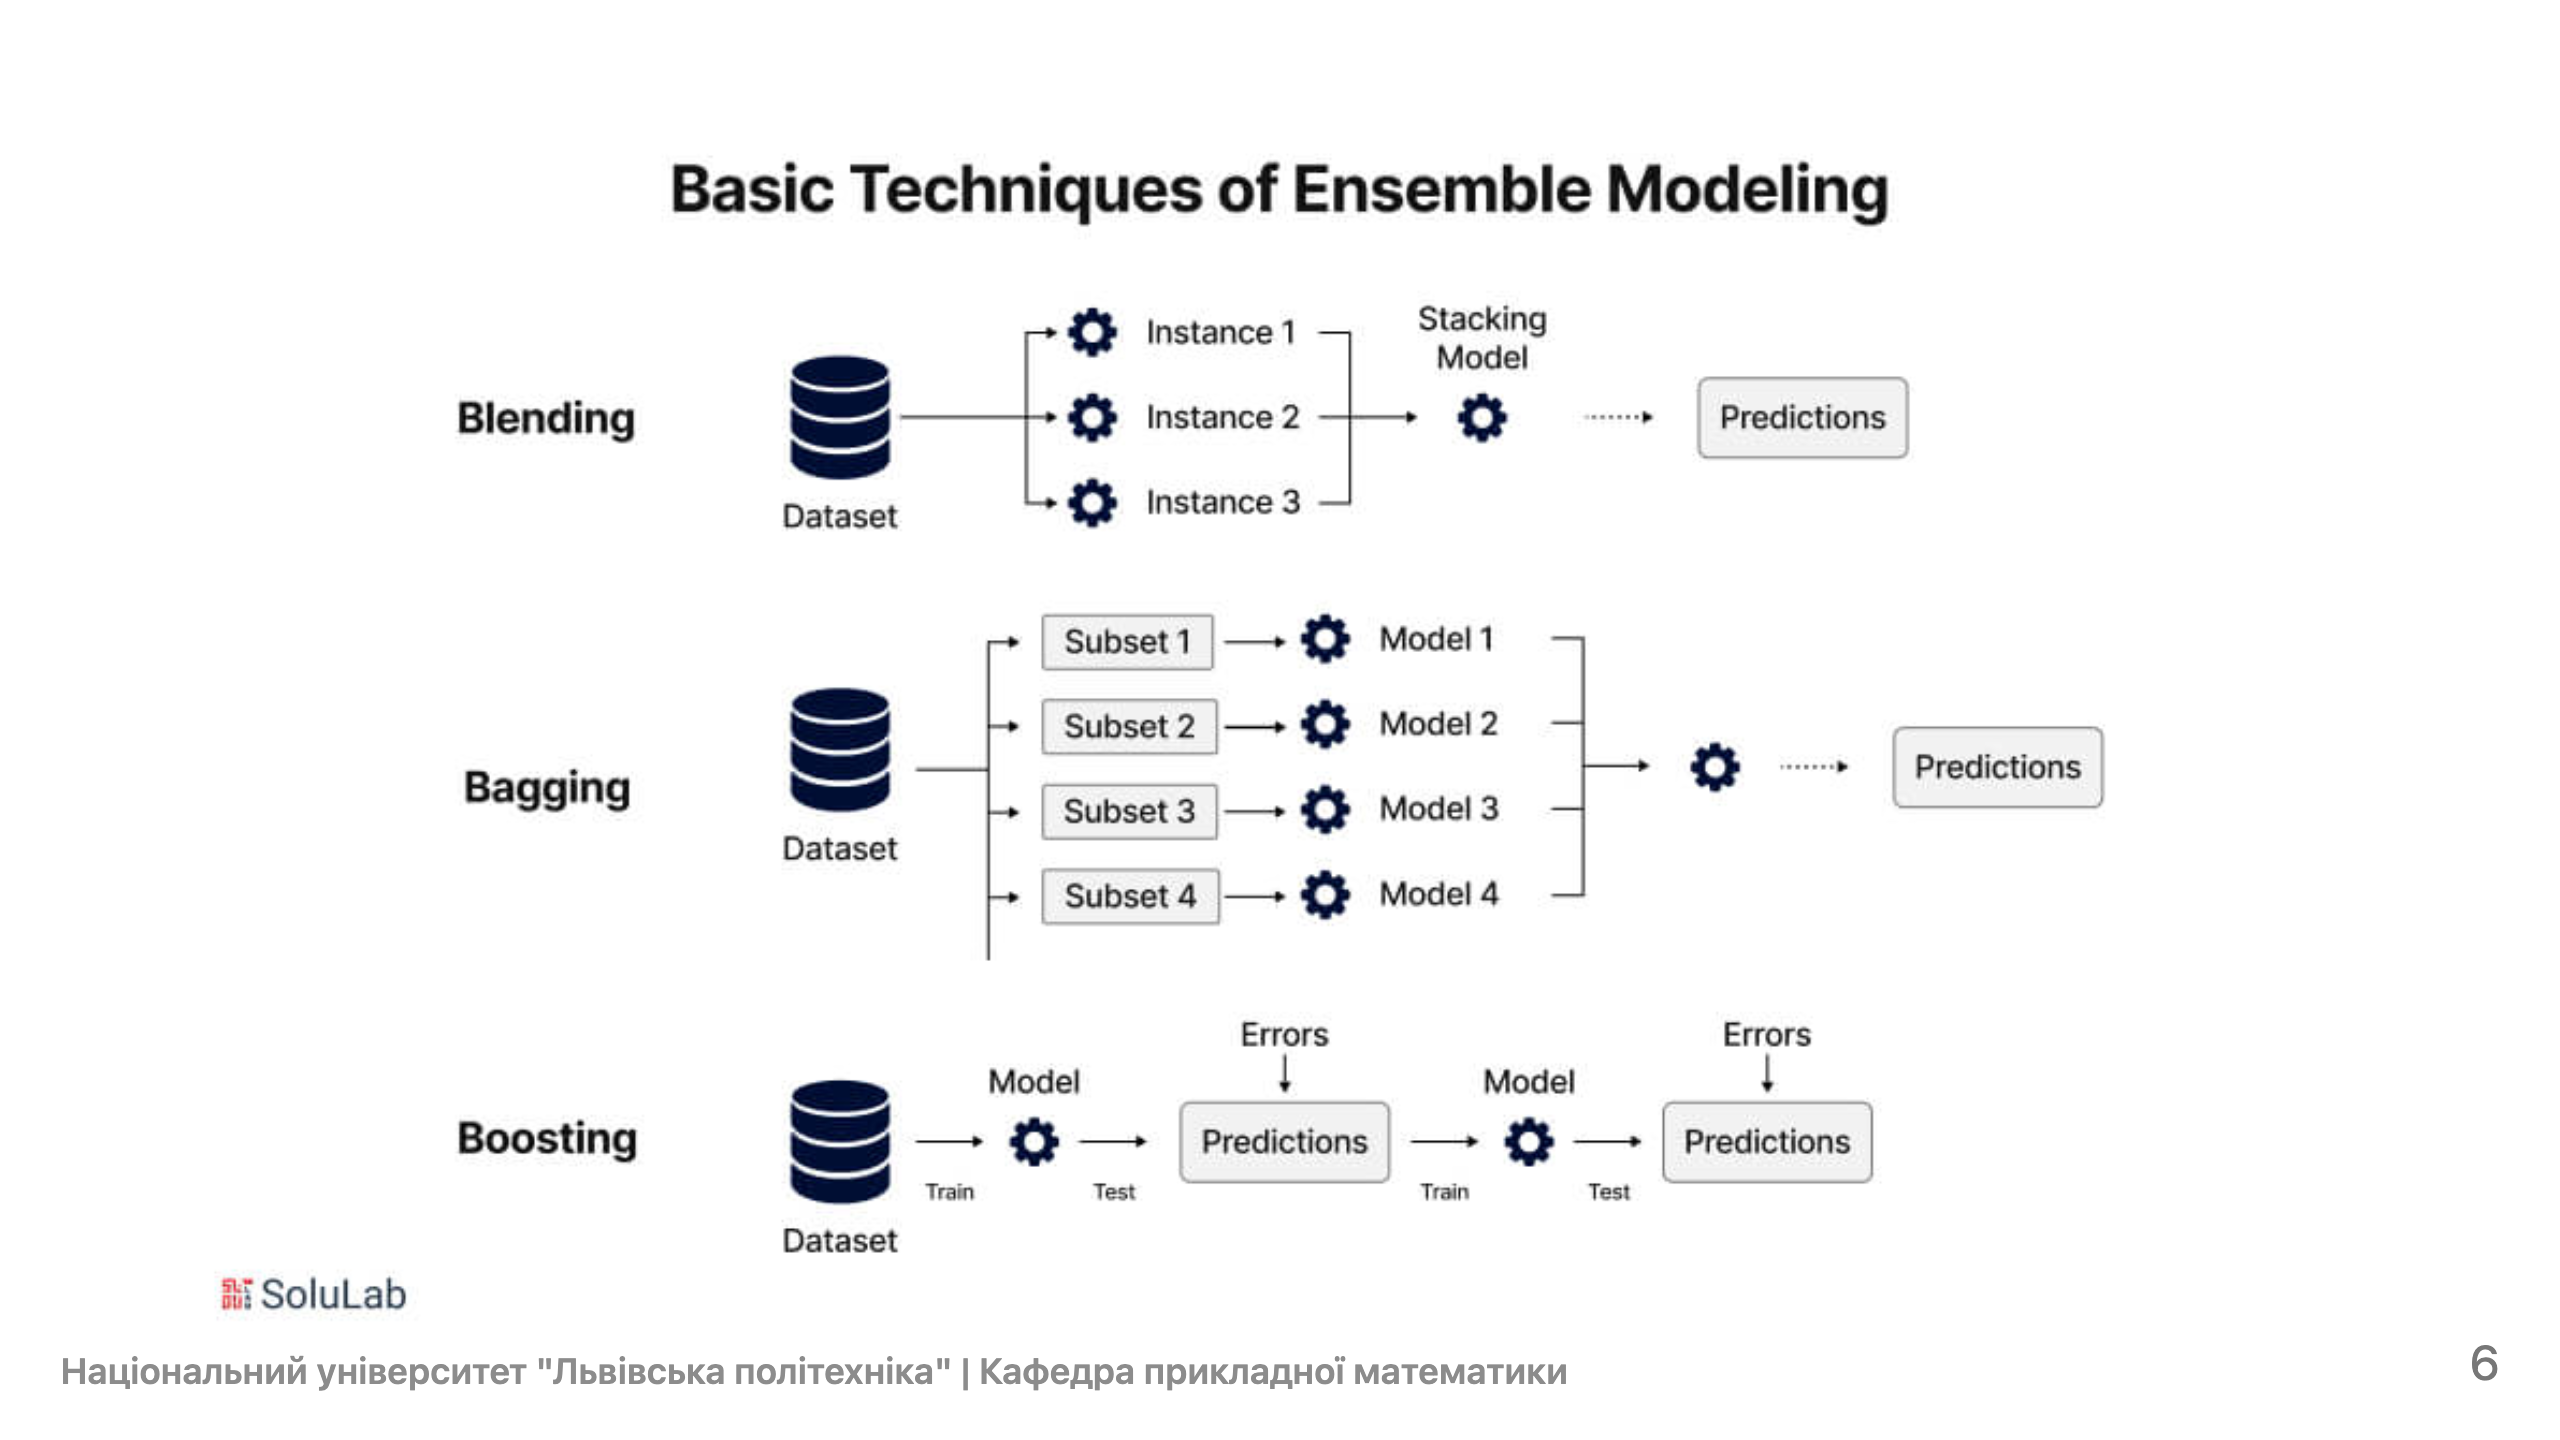 Basic Techniques of Ensemble Modeling
Blending
Dataset
Instance 1
Instance 2
Instance 3
Stacking
Model
Predictions
Bagging
Dataset
Subset 1
Model 1
Subset 2
Model 2
Subset 3
Model 3
Subset 4
Model 4
Predictions
Boosting
Dataset
Train
Model
Test
Errors
Predictions
Train
Model
Test
Errors
Predictions
SoluLab
Національний університет "Львівська політехніка" | Кафедра прикладної математики
6